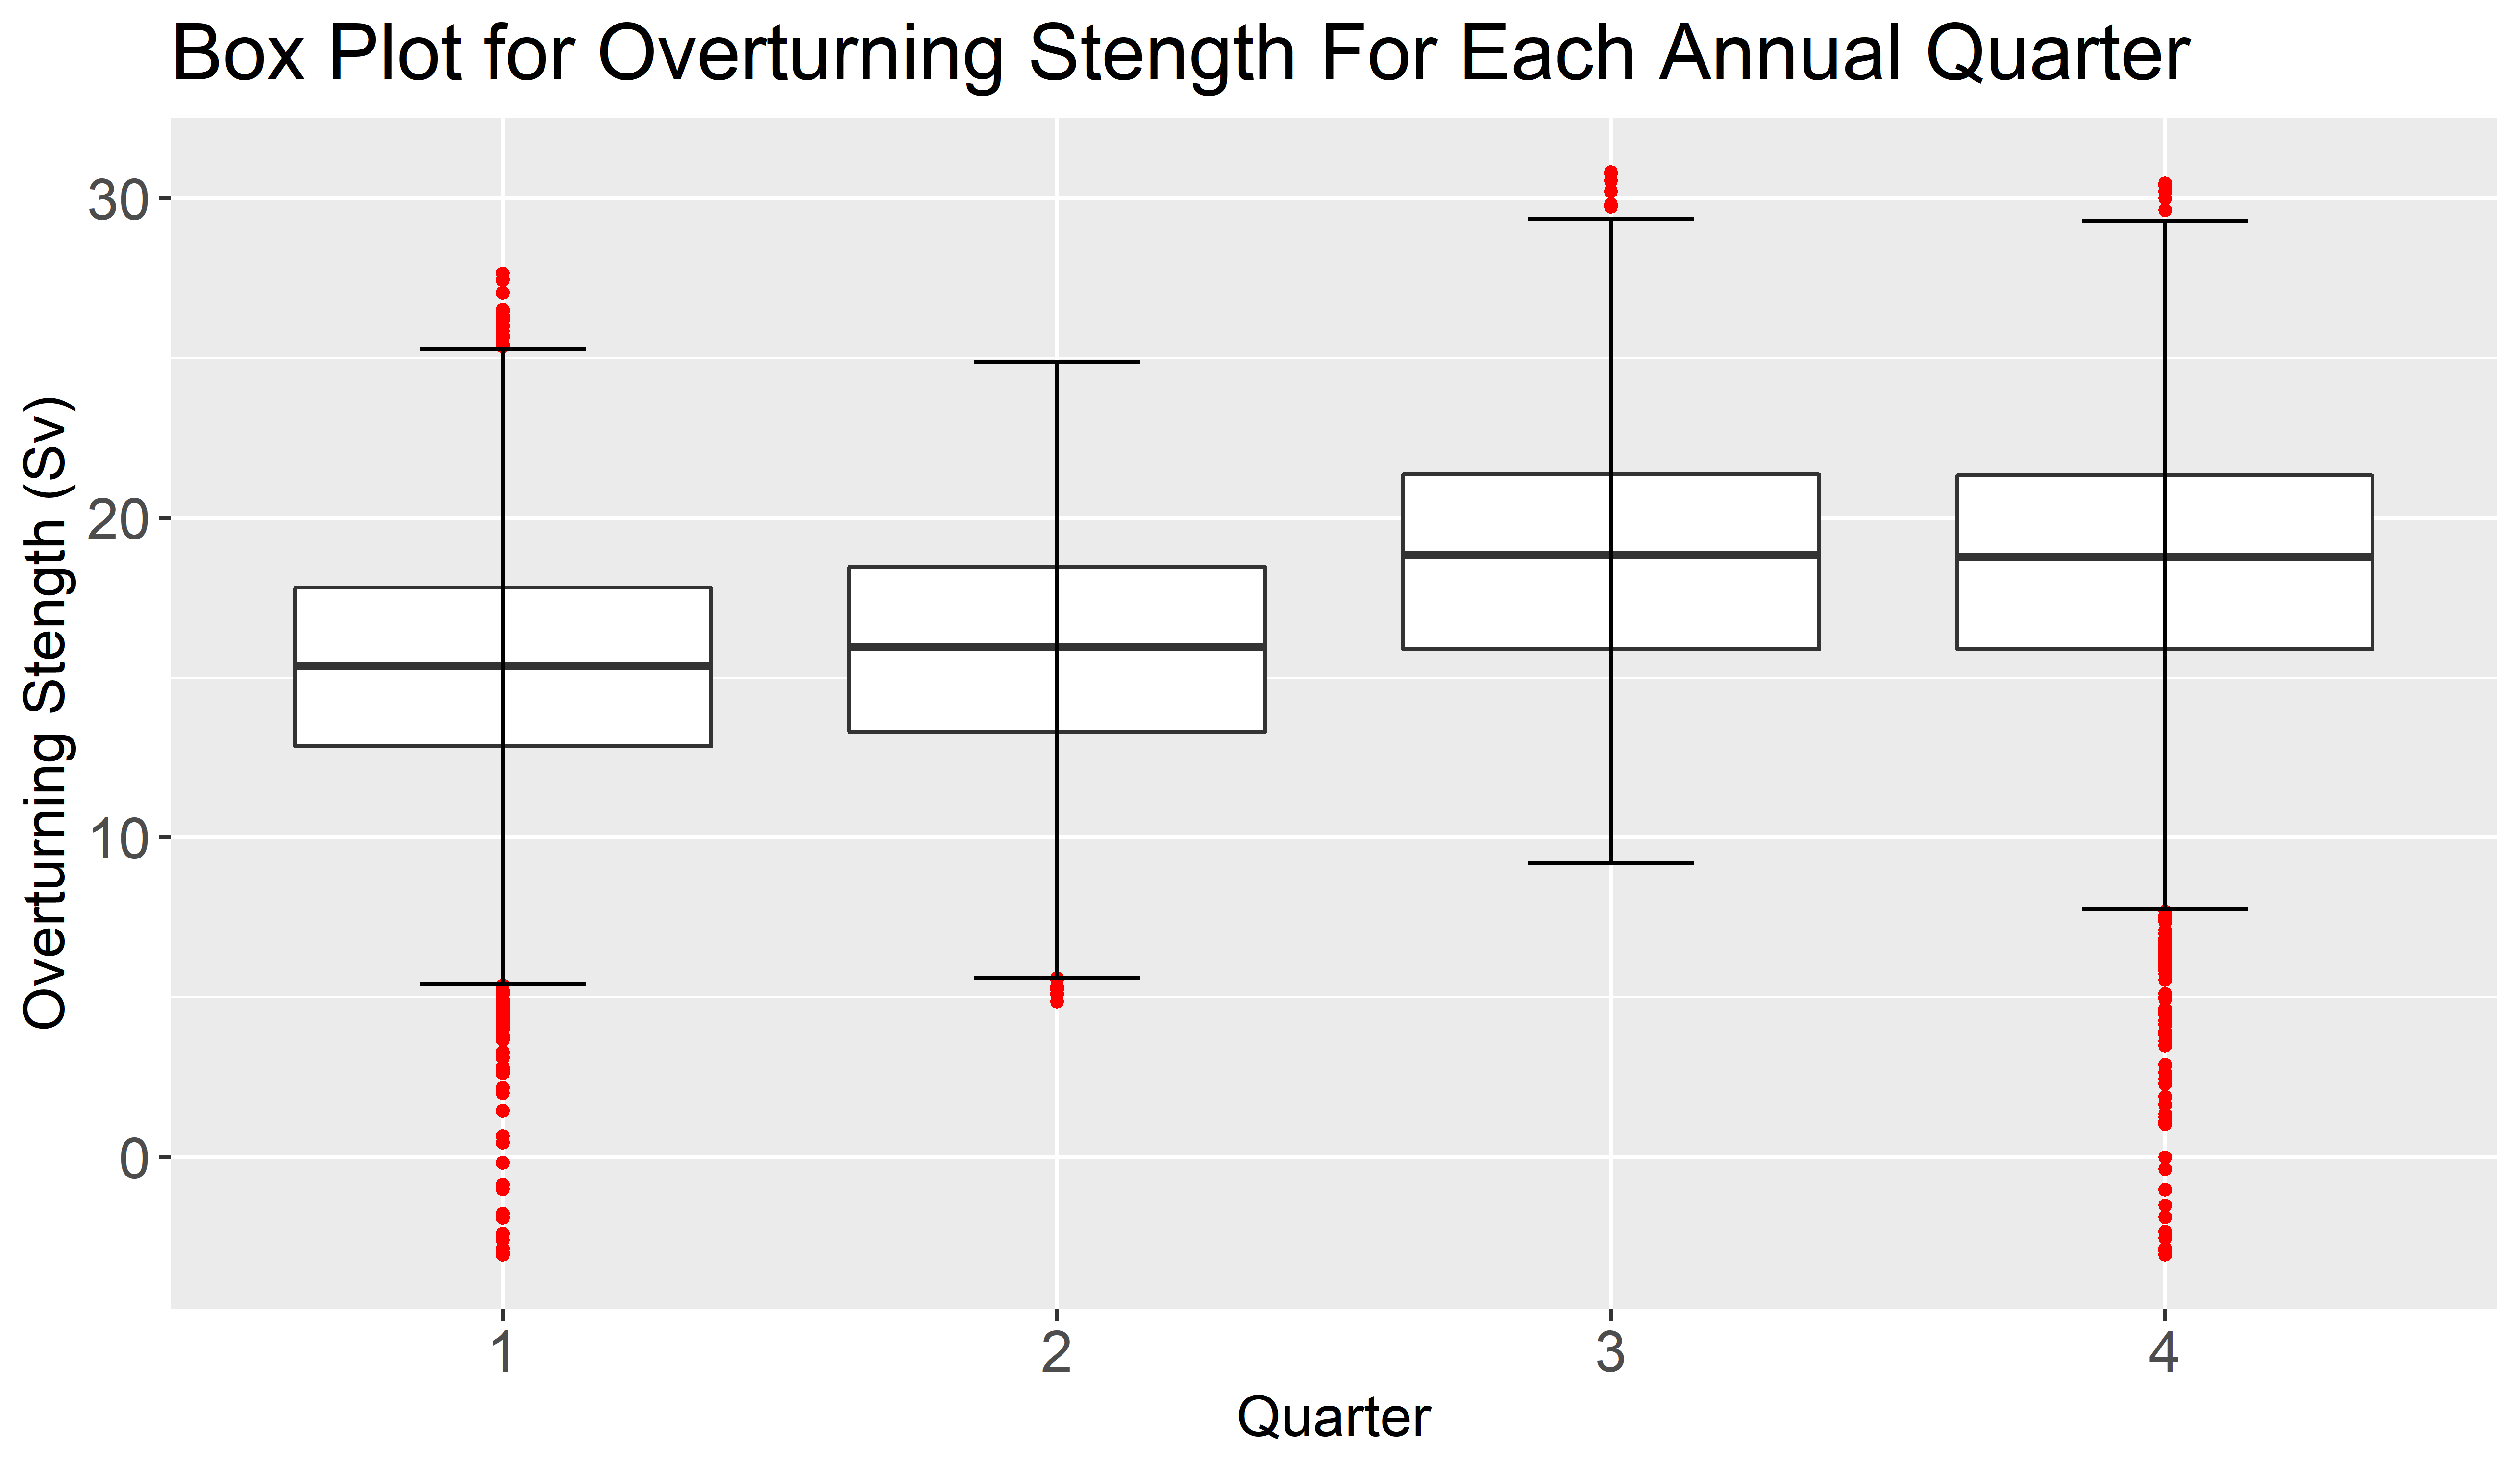 Box Plot for Overturning Stength For Each Annual Quarter
Overturning Stength (Sv)
30
20
10
0
1 2 3 4
Quarter